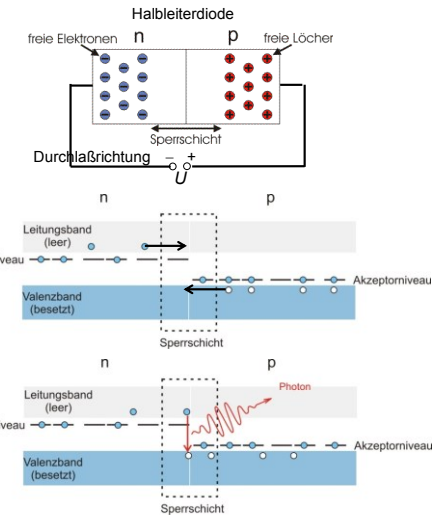 Halbleiterdiode
freie Elektronen n p freie Löcher
Sperrschicht
Durchlaßrichtung − +
U
n p
Leitungsband
(leer)
veau
Akzeptorniveau
Valenzband
(besetzt)
Sperrschicht
n p
Photon
Leitungsband
(leer)
veau
Akzeptorniveau
Valenzband
(besetzt)
Sperrschicht